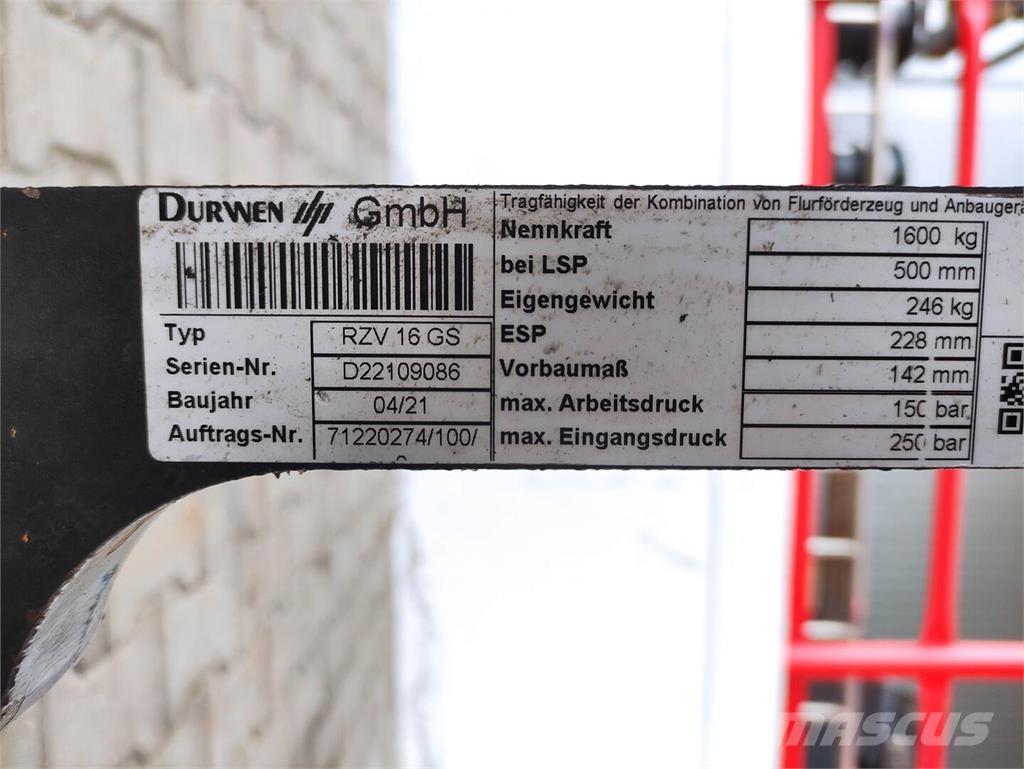 DURWEN GmbH
Typ RZV 16 GS
Serien-Nr. D22109086
Baujahr 04/21
Auftrags-Nr. 71220274/100/
Tragfähigkeit der Kombination von Flurförderzeug und Anbaugerä
Nennkraft 1600 kg
bei LSP 500 mm
Eigengewicht 246 kg
ESP 228 mm
Vorbaumaß 142 mm
max. Arbeitsdruck 150 bar
max. Eingangsdruck 250 bar
MASCUS